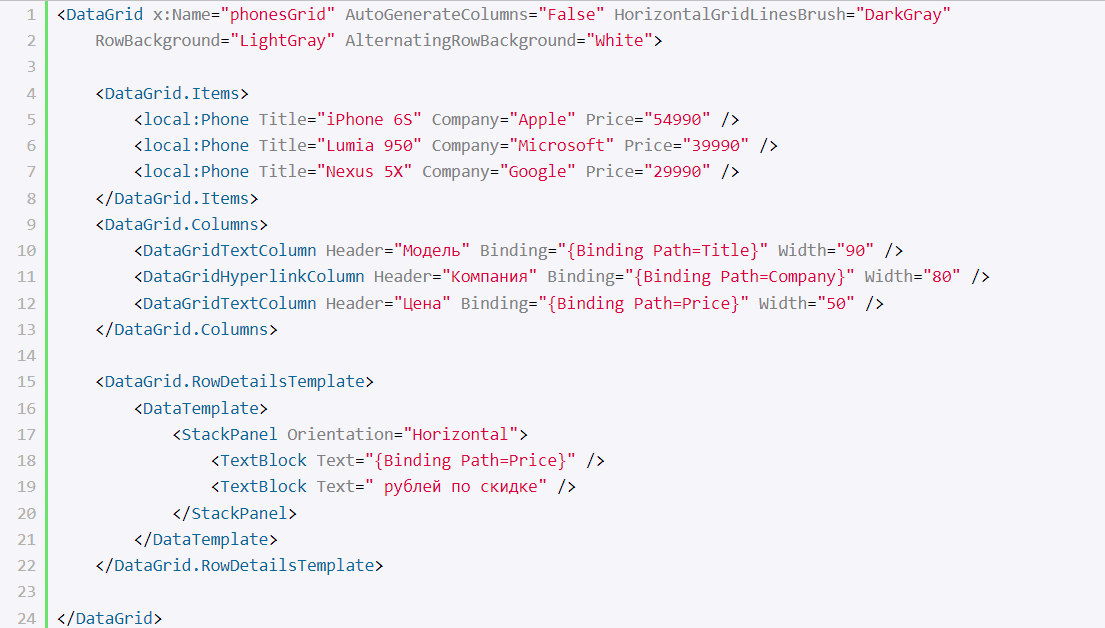 1 <DataGrid x:Name="phonesGrid" AutoGenerateColumns="False" HorizontalGridLinesBrush="DarkGray"
2 RowBackground="LightGray" AlternatingRowBackground="White">
3
4 <DataGrid.Items>
5 <local:Phone Title="iPhone 6S" Company="Apple" Price="54990" />
6 <local:Phone Title="Lumia 950" Company="Microsoft" Price="39990" />
7 <local:Phone Title="Nexus 5X" Company="Google" Price="29990" />
8 </DataGrid.Items>
9 <DataGrid.Columns>
10 <DataGridTextColumn Header="Модель" Binding="{Binding Path=Title}" Width="90" />
11 <DataGridHyperlinkColumn Header="Компания" Binding="{Binding Path=Company}" Width="80" />
12 <DataGridTextColumn Header="Цена" Binding="{Binding Path=Price}" Width="50" />
13 </DataGrid.Columns>
14
15 <DataGrid.RowDetailsTemplate>
16 <DataTemplate>
17 <StackPanel Orientation="Horizontal">
18 <TextBlock Text="{Binding Path=Price}" />
19 <TextBlock Text=" рублей по скидке" />
20 </StackPanel>
21 </DataTemplate>
22 </DataGrid.RowDetailsTemplate>
23
24 </DataGrid>